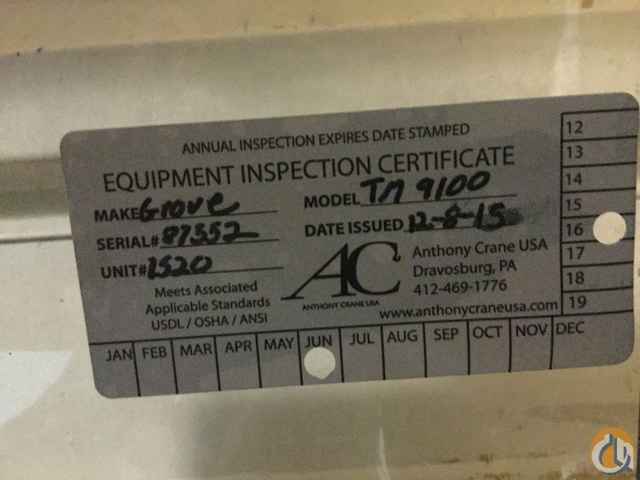 ANNUAL INSPECTION EXPIRES DATE STAMPED
EQUIPMENT INSPECTION CERTIFICATE
MAKE Grove MODEL TM 9100
SERIAL# 87552 DATE ISSUED 12-8-15
UNIT# 1520
Meets Associated
Applicable Standards
USDL / OSHA / ANSI
AC
ANTHONY CRANE USA
Anthony Crane USA
Dravosburg, PA
412-469-1776
www.anthonycraneusa.com
12
13
14
15
16
17
18
19
JAN FEB MAR APR MAY JUN JUL AUG SEP OCT NOV DEC